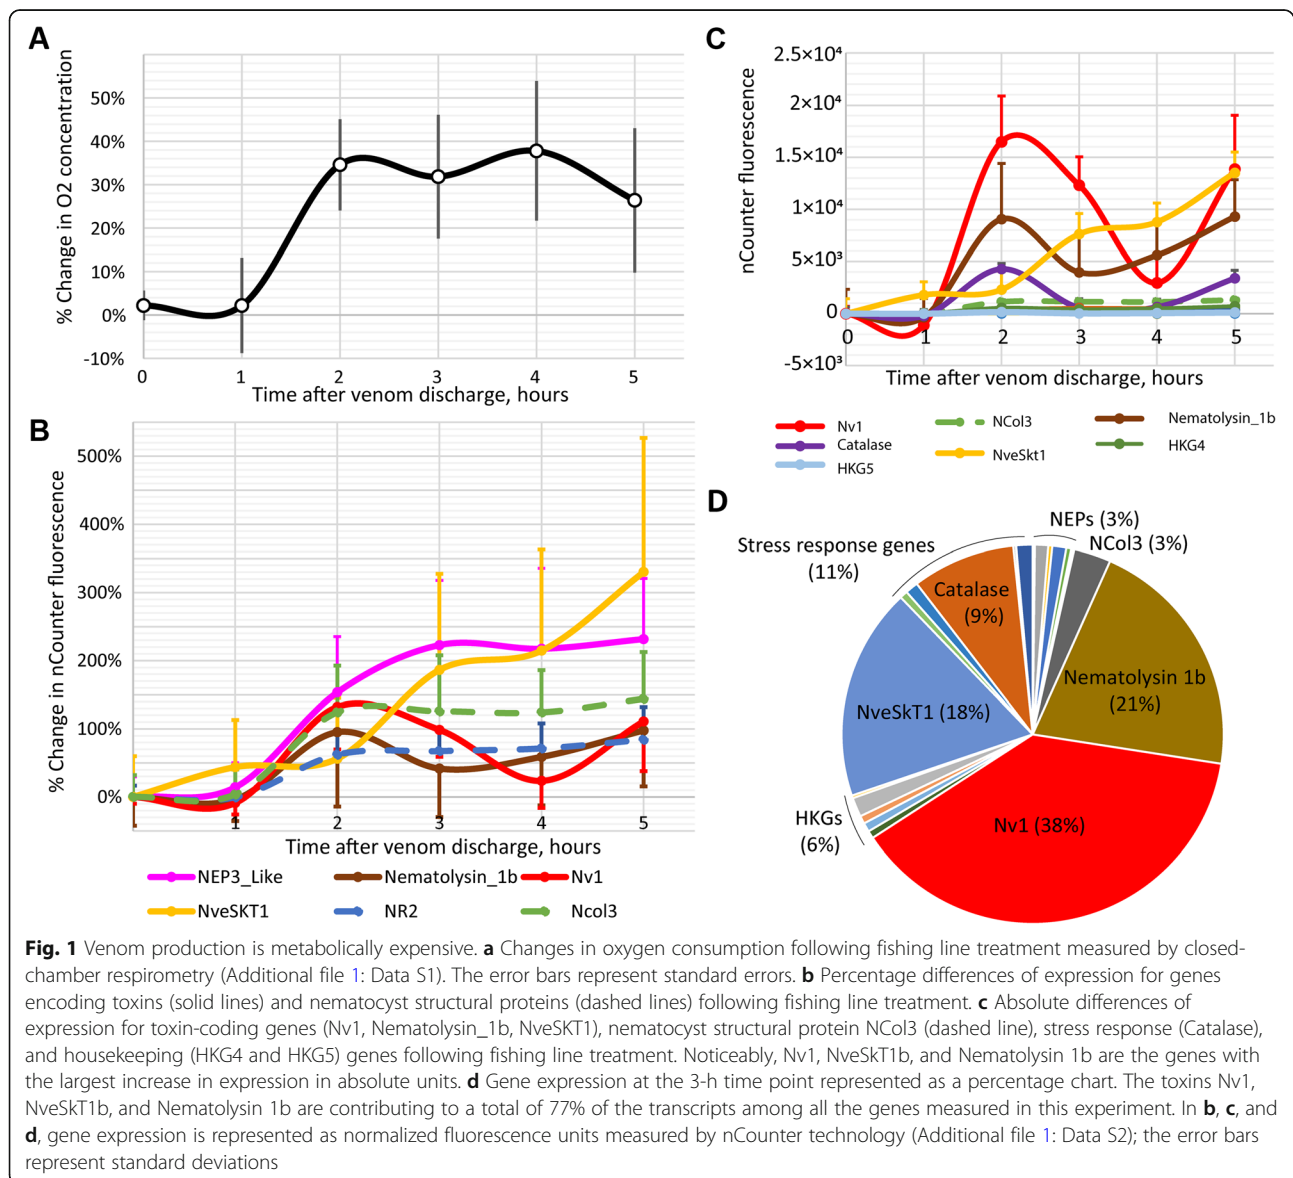 A
% Change in O2 concentration
50%
40%
30%
20%
10%
0%
-10%
0
1
2
3
4
5
Time after venom discharge, hours
B
% Change in nCounter fluorescence
500%
400%
300%
200%
100%
0%
1
2
3
4
5
Time after venom discharge, hours
NEP3_Like
Nematolysin_1b
Nv1
NveSKT1
NR2
Ncol3
C
nCounter fluorescence
2.5×10⁴
2×10⁴
1.5×10⁴
1×10⁴
5×10³
0
-5×10³
0
1
2
3
4
5
Time after venom discharge, hours
Nv1
NCol3
Nematolysin_1b
Catalase
NveSkt1
HKG4
HKG5
D
NEPs (3%)
NCol3 (3%)
Stress response genes
(11%)
Catalase
(9%)
Nematolysin 1b
(21%)
NveSkT1 (18%)
HKGs
(6%)
Nv1 (38%)
Fig. 1 Venom production is metabolically expensive. a Changes in oxygen consumption following fishing line treatment measured by closed-
chamber respirometry (Additional file 1: Data S1). The error bars represent standard errors. b Percentage differences of expression for genes
encoding toxins (solid lines) and nematocyst structural proteins (dashed lines) following fishing line treatment. c Absolute differences of
expression for toxin-coding genes (Nv1, Nematolysin_1b, NveSKT1), nematocyst structural protein NCol3 (dashed line), stress response (Catalase),
and housekeeping (HKG4 and HKG5) genes following fishing line treatment. Noticeably, Nv1, NveSkT1b, and Nematolysin 1b are the genes with
the largest increase in expression in absolute units. d Gene expression at the 3-h time point represented as a percentage chart. The toxins Nv1,
NveSkT1b, and Nematolysin 1b are contributing to a total of 77% of the transcripts among all the genes measured in this experiment. In b, c, and
d, gene expression is represented as normalized fluorescence units measured by nCounter technology (Additional file 1: Data S2); the error bars
represent standard deviations